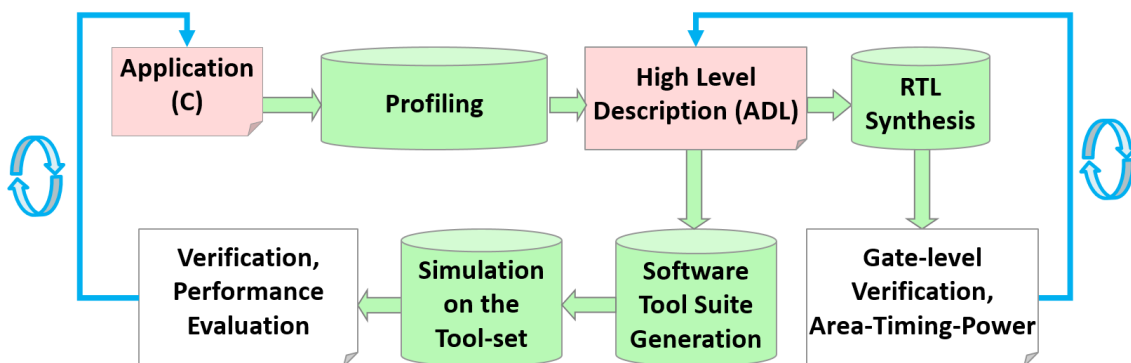 Application
(C)
Profiling
High Level
Description (ADL)
RTL
Synthesis
Verification,
Performance
Evaluation
Simulation
on the
Tool-set
Software
Tool Suite
Generation
Gate-level
Verification,
Area-Timing-Power